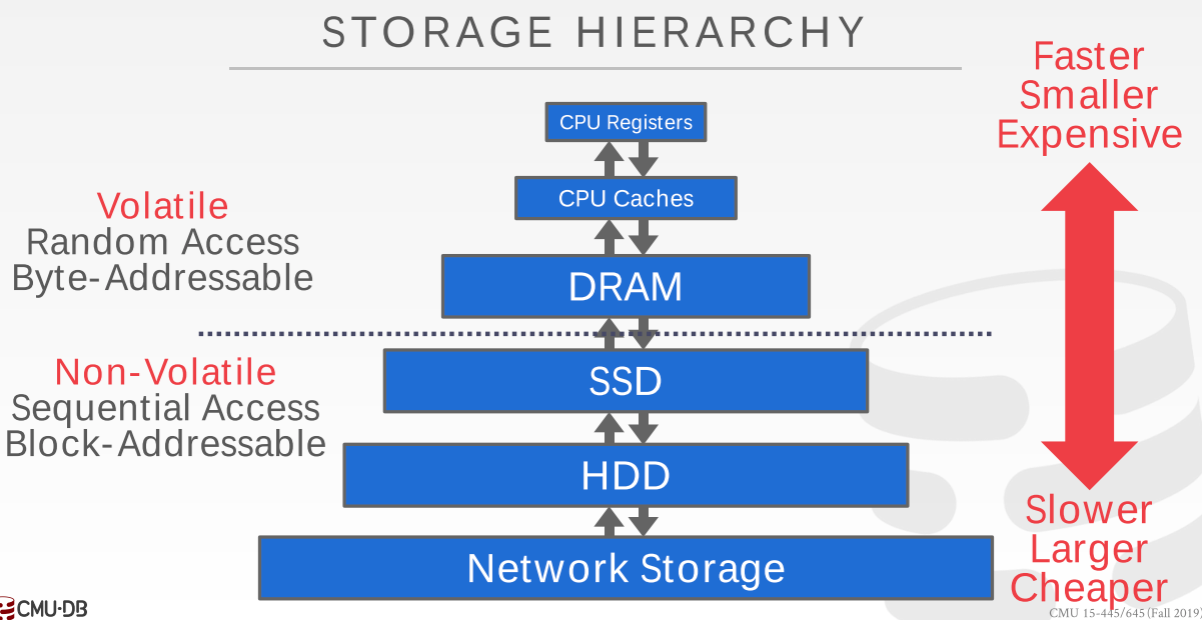 STORAGE HIERARCHY
Faster
Smaller
Expensive
CPU Registers
CPU Caches
Volatile
Random Access
Byte-Addressable
DRAM
Non-Volatile
Sequential Access
Block-Addressable
SSD
HDD
Network Storage
Slower
Larger
Cheaper
CMU·DB
CMU 15-445/645 (Fall 2019)